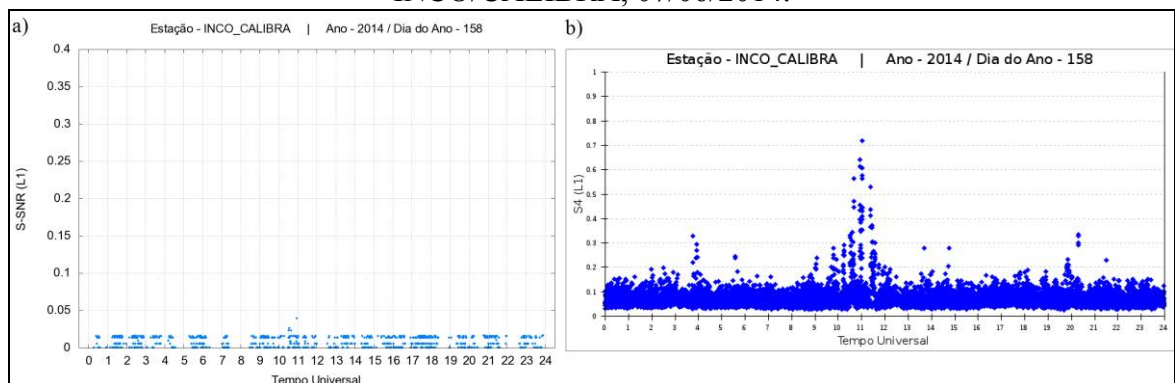 INCO/CALIBRA, 07/06/2014.
a)
Estação - INCO_CALIBRA | Ano - 2014 / Dia do Ano - 158
S-SNR (L1)
0.4
0.35
0.3
0.25
0.2
0.15
0.1
0.05
0
0 1 2 3 4 5 6 7 8 9 10 11 12 13 14 15 16 17 18 19 20 21 22 23 24
Tempo Universal
b)
Estação - INCO_CALIBRA | Ano - 2014 / Dia do Ano - 158
S4 (L1)
1
0.9
0.8
0.7
0.6
0.5
0.4
0.3
0.2
0.1
0
0 1 2 3 4 5 6 7 8 9 10 11 12 13 14 15 16 17 18 19 20 21 22 23 24
Tempo Universal